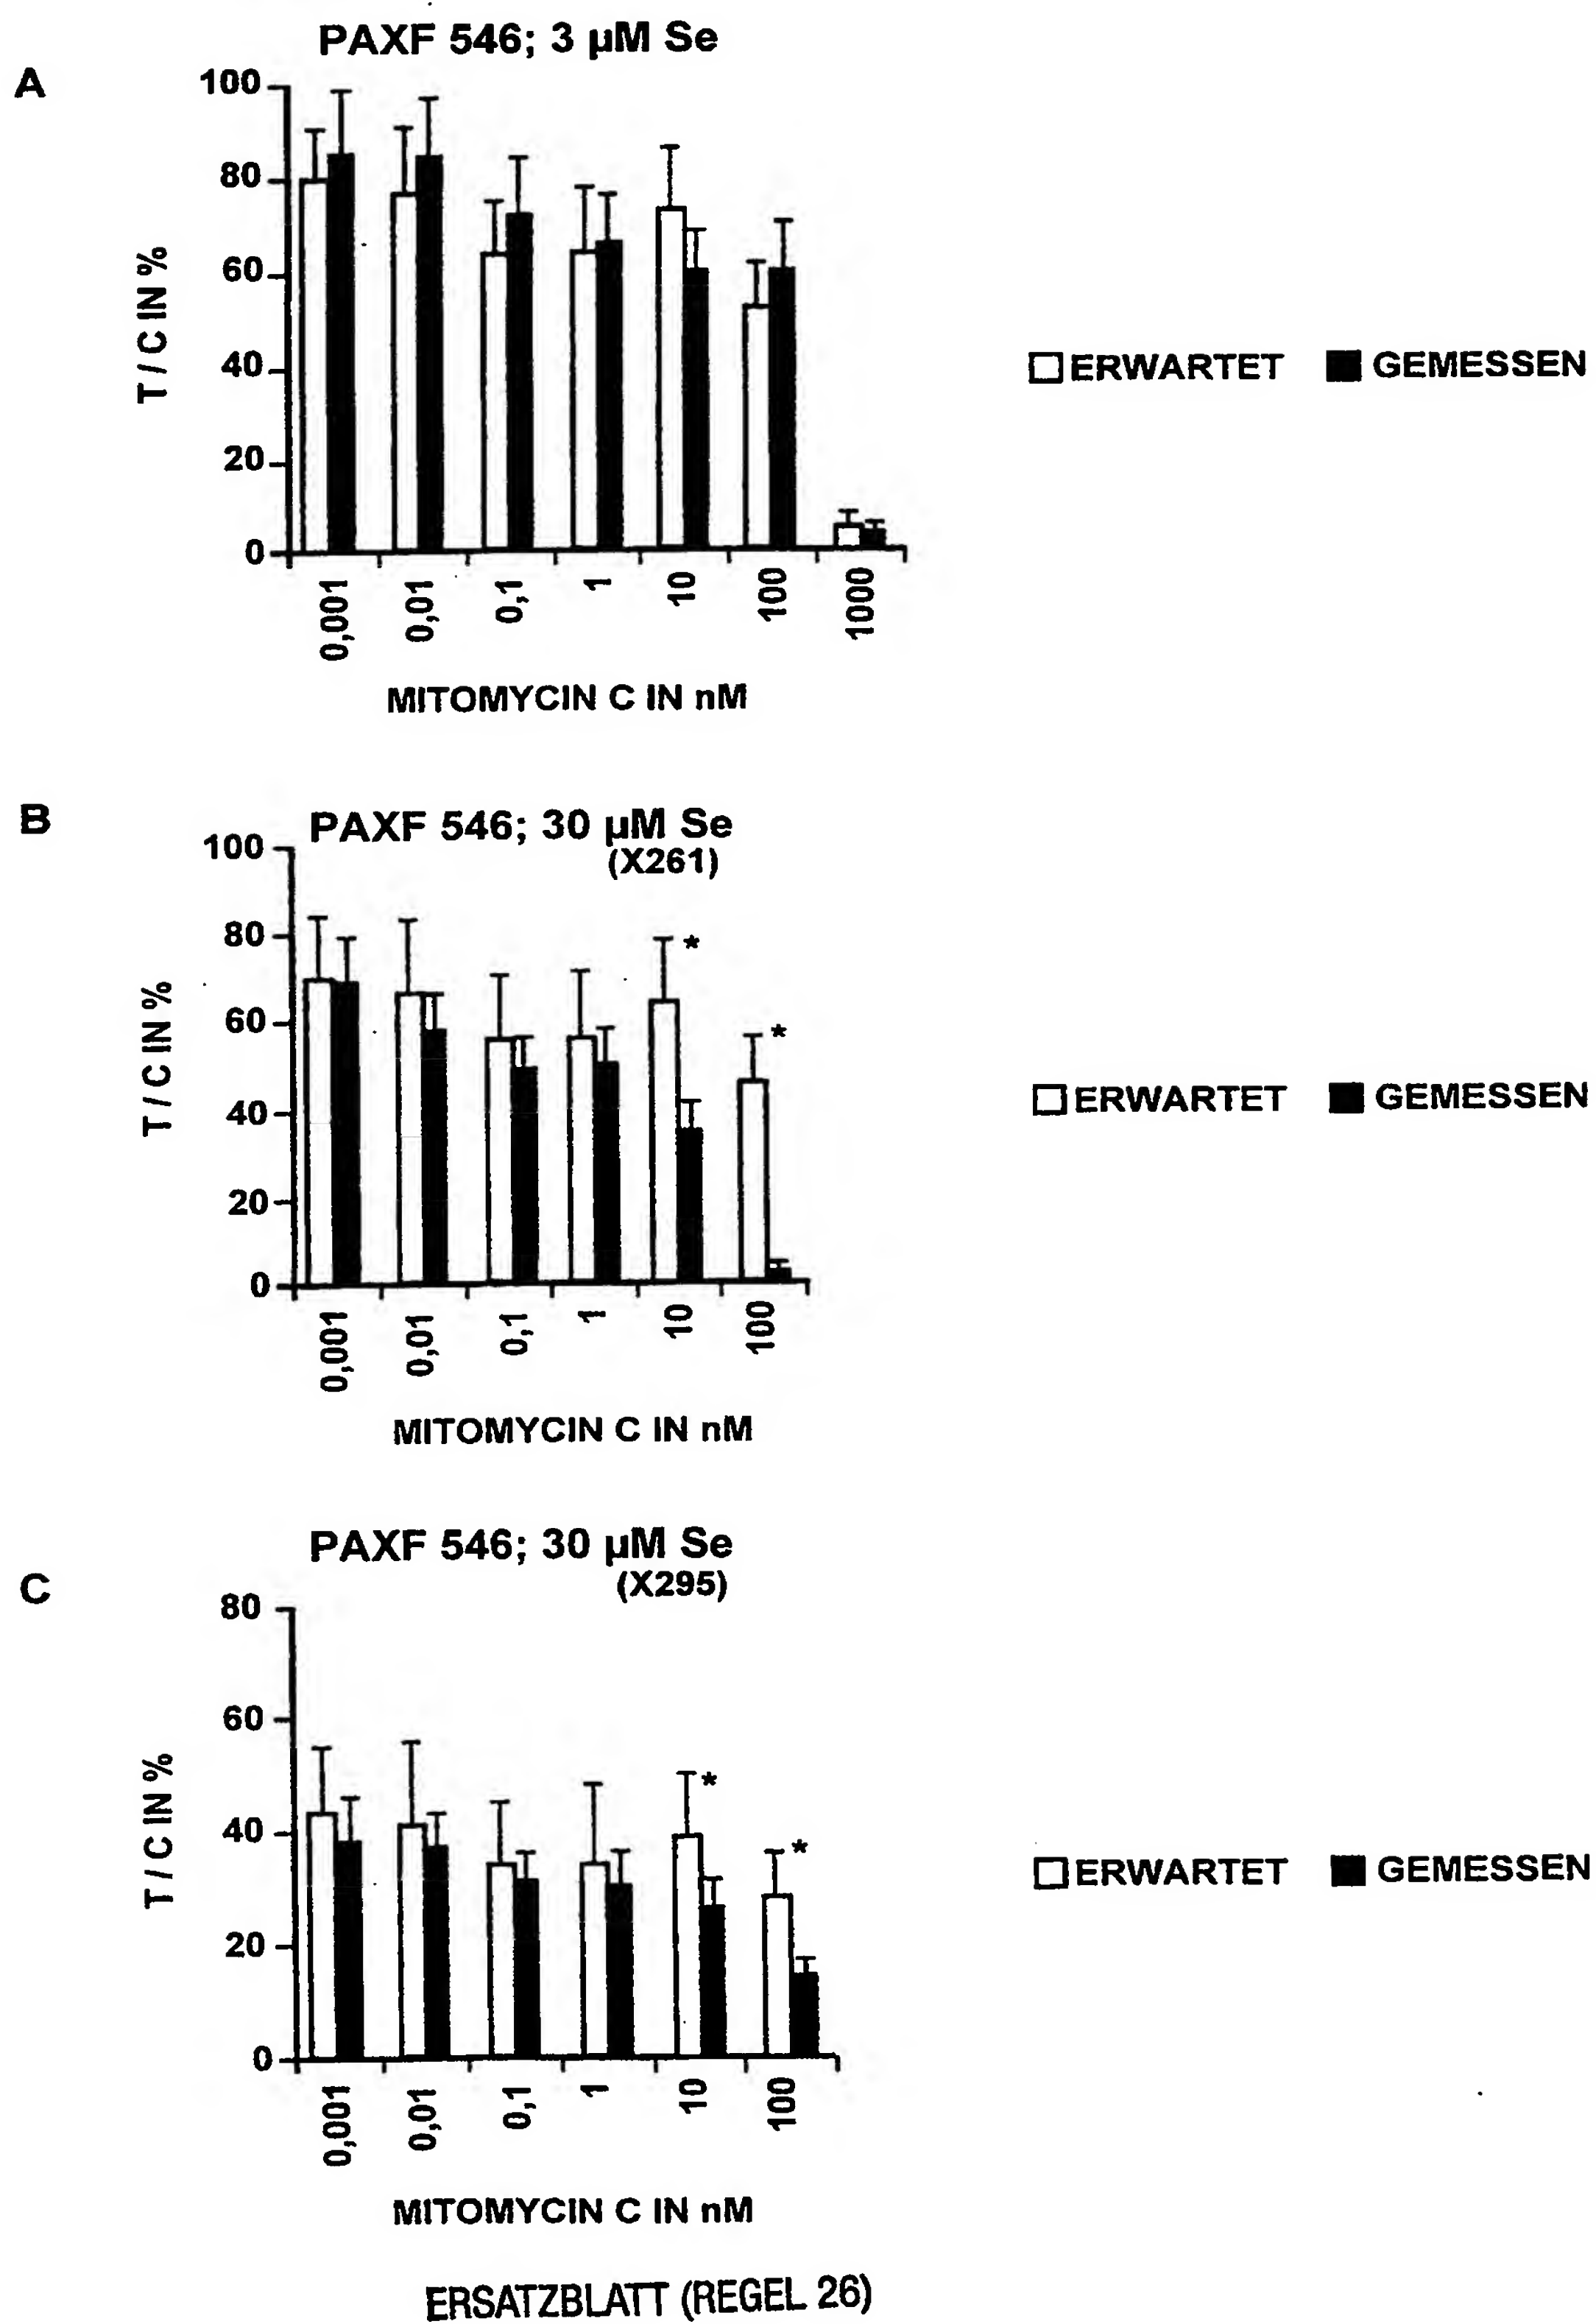 PAXF 546; 3 µM Se
A
100
80
60
40
20
0
T / C IN %
0,001
0,01
0,1
1
10
100
1000
MITOMYCIN C IN nM
ERWARTET
GEMESSEN
B
PAXF 546; 30 µM Se
(X261)
100
80
60
40
20
0
T / C IN %
*
*
0,001
0,01
0,1
1
10
100
MITOMYCIN C IN nM
ERWARTET
GEMESSEN
PAXF 546; 30 µM Se
(X295)
C
80
60
40
20
0
T / C IN %
*
*
0,001
0,01
0,1
1
10
100
MITOMYCIN C IN nM
ERWARTET
GEMESSEN
ERSATZBLATT (REGEL 26)